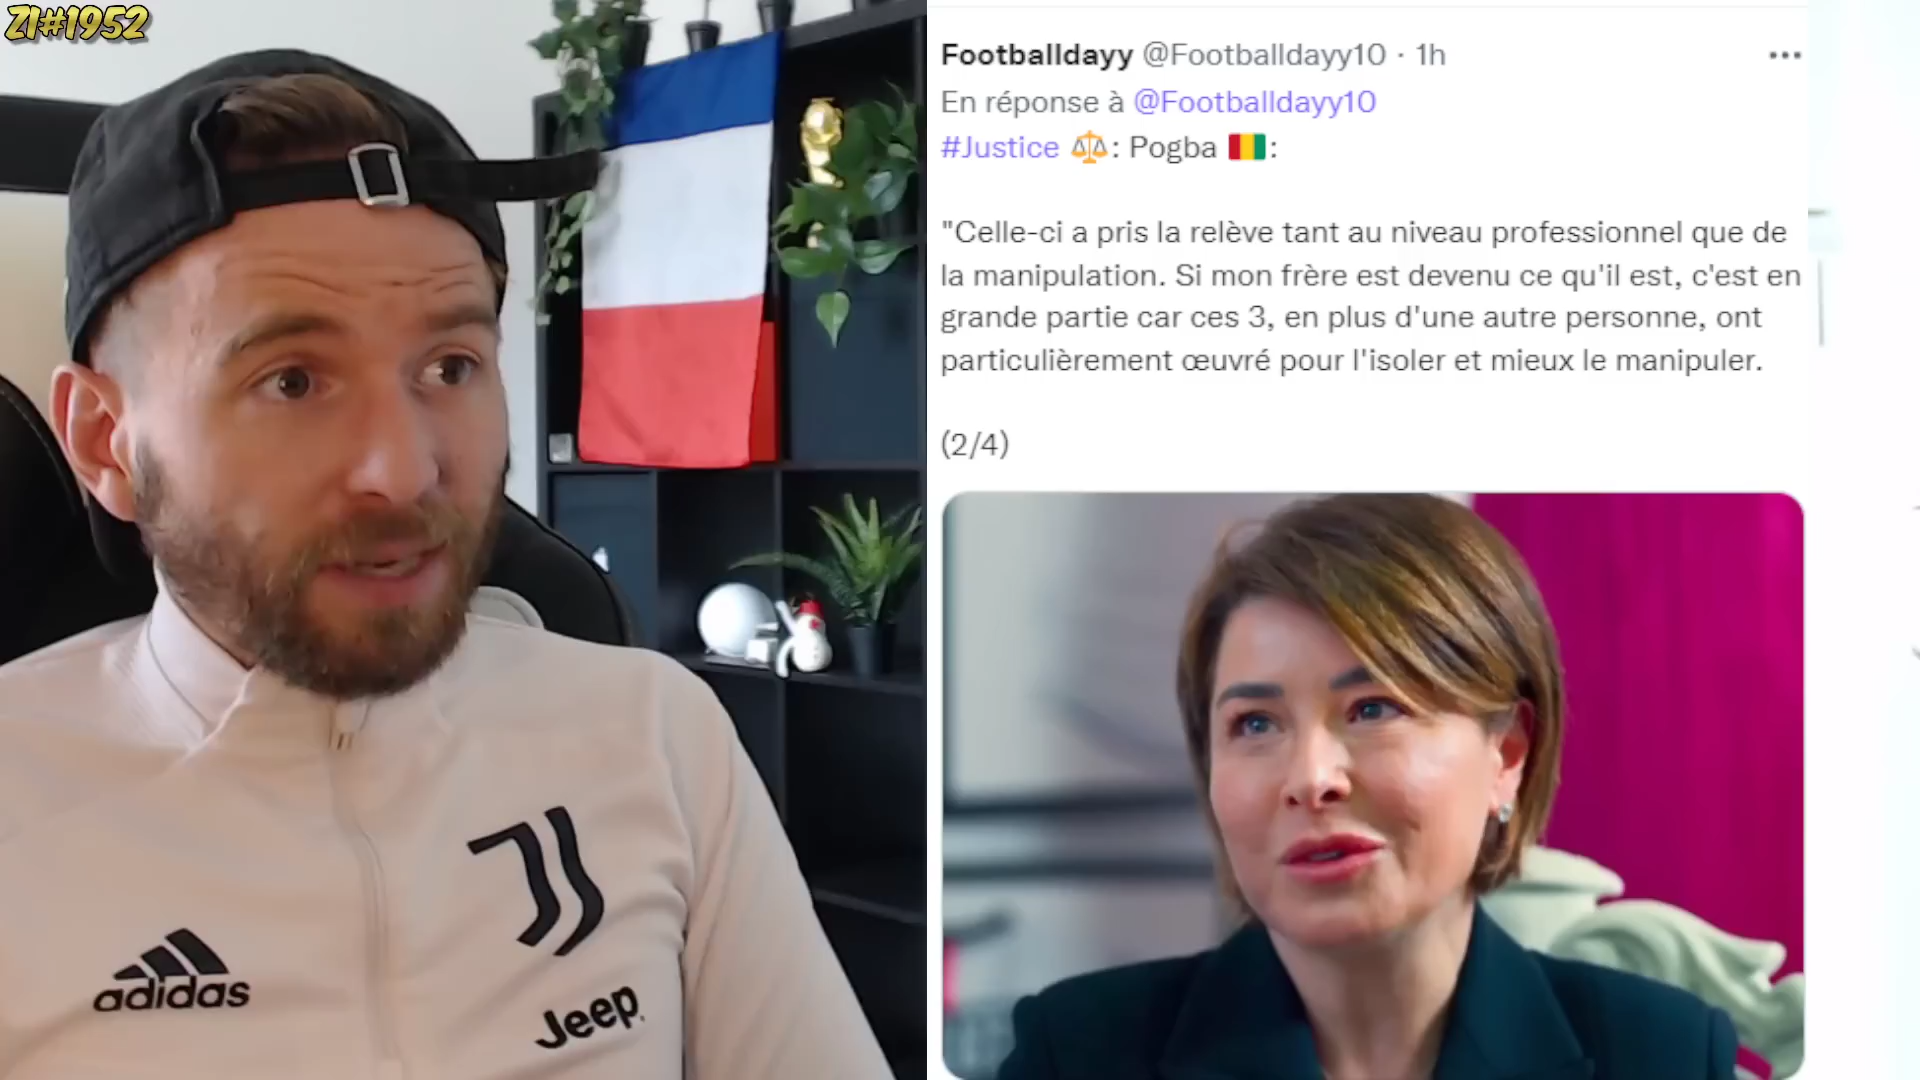 ZI#1952
Footballdayy @Footballdayy10 · 1h
En réponse à @Footballdayy10
#Justice ⚖️: Pogba 🇬🇳:
"Celle-ci a pris la relève tant au niveau professionnel que de
la manipulation. Si mon frère est devenu ce qu'il est, c'est en
grande partie car ces 3, en plus d'une autre personne, ont
particulièrement œuvré pour l'isoler et mieux le manipuler.
(2/4)
adidas
Jeep